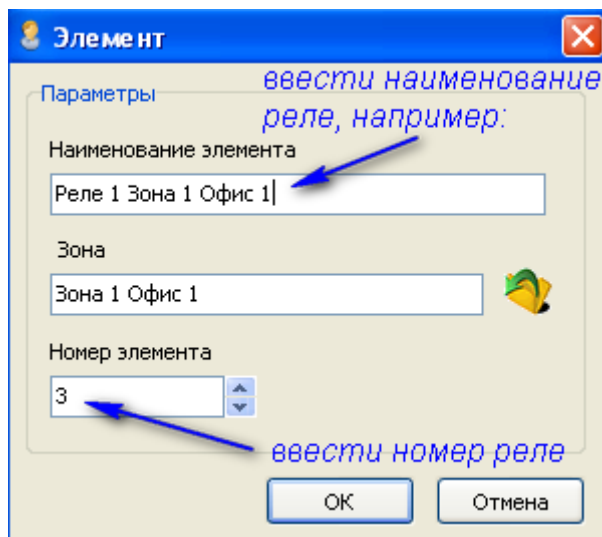 Элемент
ввести наименование
Параметры
реле, например:
Наименование элемента
Реле 1 Зона 1 Офис 1
Зона
Зона 1 Офис 1
Номер элемента
3
ввести номер реле
ОК
Отмена